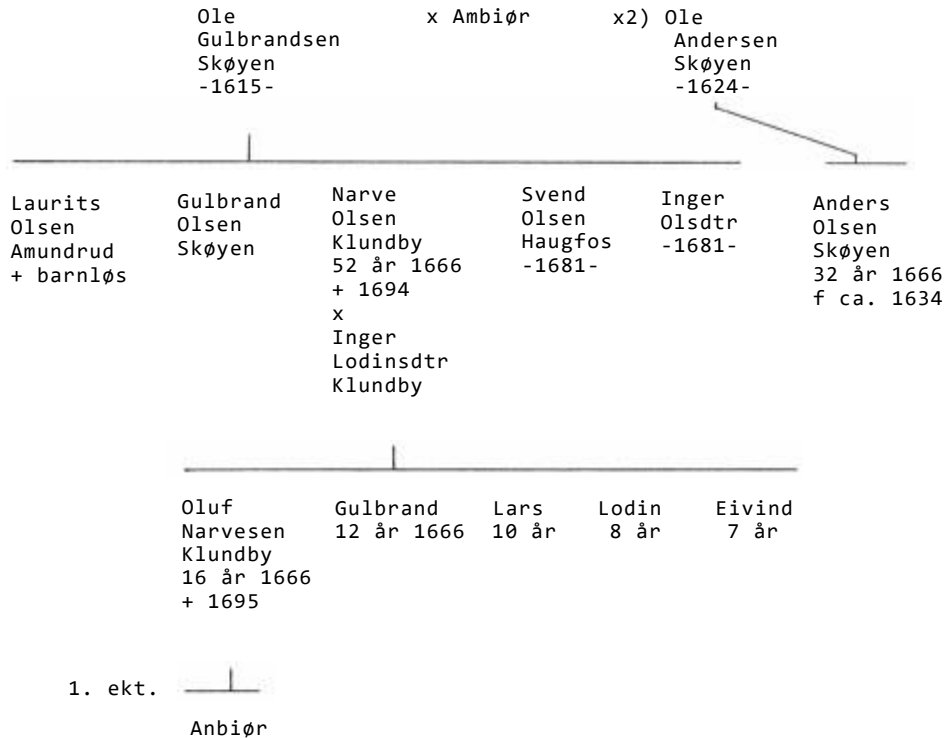 Ole
Gulbrandsen
Skøyen
-1615-
x Ambiør
x2) Ole
Andersen
Skøyen
-1624-
Laurits
Olsen
Amundrud
+ barnløs
Gulbrand
Olsen
Skøyen
Narve
Olsen
Klundby
52 år 1666
+ 1694
x
Inger
Lodinsdtr
Klundby
Svend
Olsen
Haugfos
-1681-
Inger
Olsdtr
-1681-
Anders
Olsen
Skøyen
32 år 1666
f ca. 1634
Oluf
Narvesen
Klundby
16 år 1666
+ 1695
Gulbrand
12 år 1666
Lars
10 år
Lodin
8 år
Eivind
7 år
1. ekt.
Anbiør